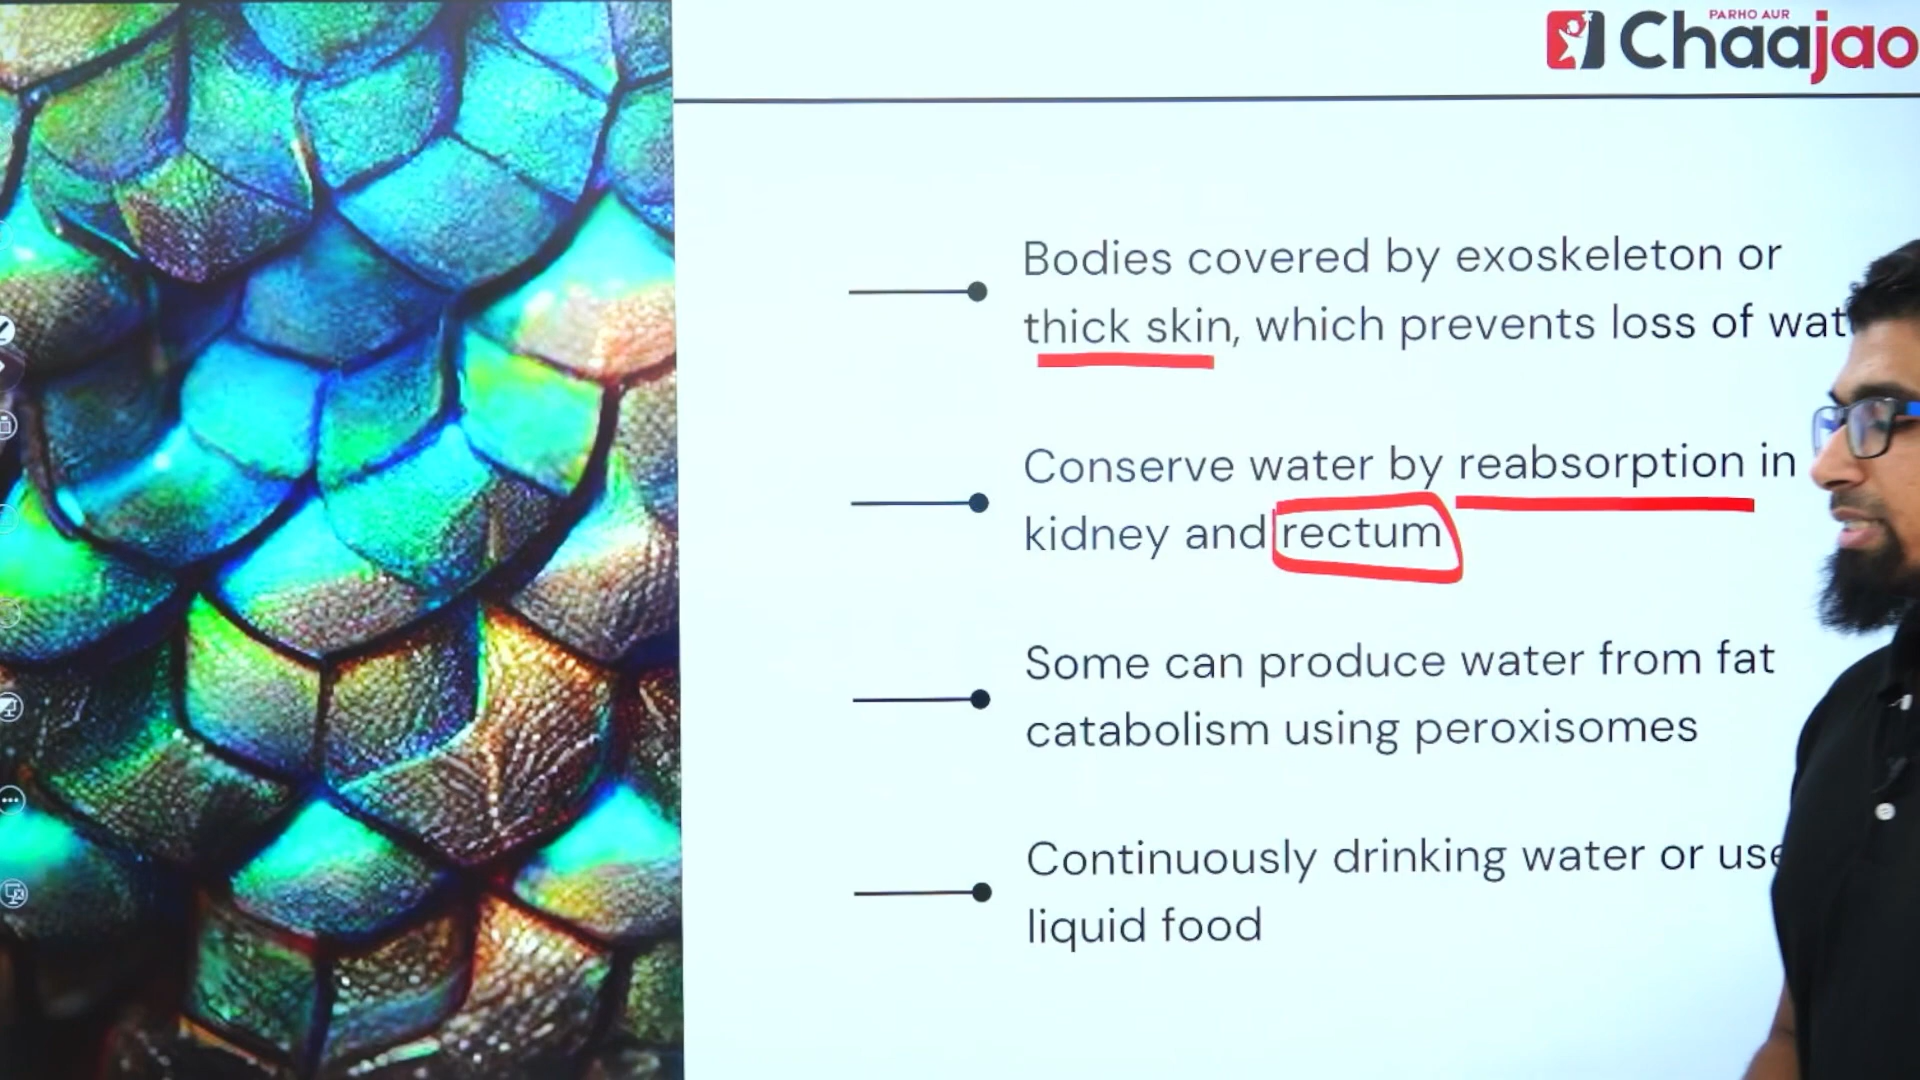 PARHO AUR
Chaajao
Bodies covered by exoskeleton or
thick skin, which prevents loss of wat
Conserve water by reabsorption in
kidney and rectum
Some can produce water from fat
catabolism using peroxisomes
Continuously drinking water or use
liquid food